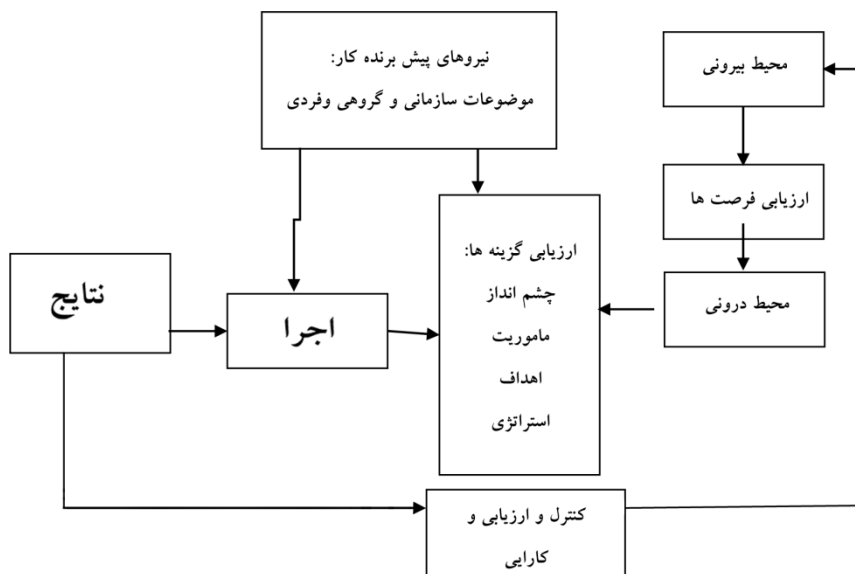 نیروهای پیش برنده کار:
موضوعات سازمانی و گروهی وفردی
محیط بیرونی
ارزیابی فرصت ها
محیط درونی
ارزیابی گزینه ها:
چشم انداز
ماموریت
اهداف
استراتژی
اجرا
نتایج
کنترل و ارزیابی و
کارایی